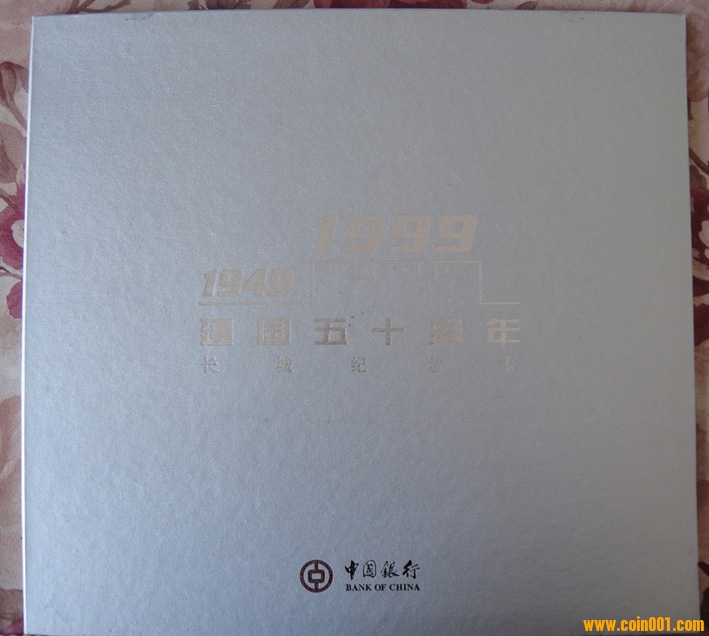 1999
1949
建国五十周年
长城纪念卡
中国银行
BANK OF CHINA
www.coin001.com